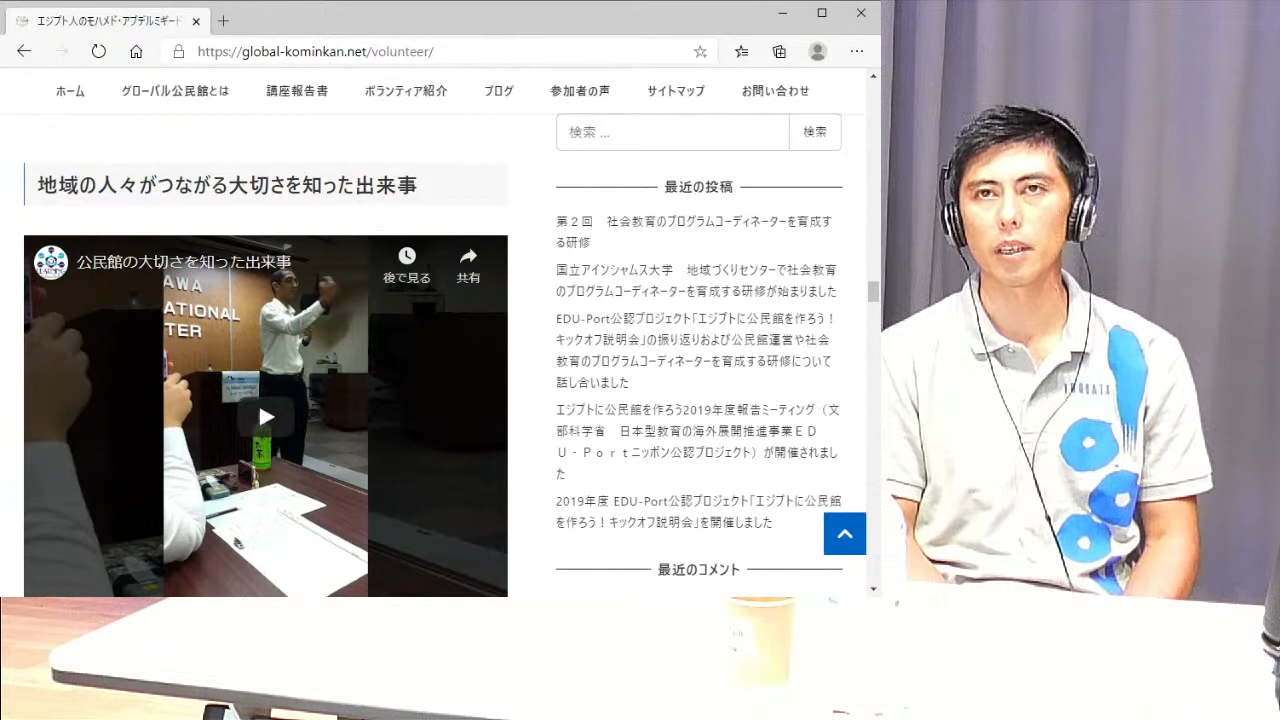 エジプト人のモハメド・アブデルミギード
https://global-kominkan.net/volunteer/
ホーム
グローバル公民館とは
講座報告書
ボランティア紹介
ブログ
参加者の声
サイトマップ
お問い合わせ
検索 ...
検索
地域の人々がつながる大切さを知った出来事
公民館の大切さを知った出来事
後で見る
共有
AWA
ATIONAL
TER
最近の投稿
第２回　社会教育のプログラムコーディネーターを育成す
る研修
国立アインシャムス大学　地域づくりセンターで社会教育
のプログラムコーディネーターを育成する研修が始まりました
EDU-Port公認プロジェクト「エジプトに公民館を作ろう！
キックオフ説明会」の振り返りおよび公民館運営や社会
教育のプログラムコーディネーターを育成する研修について
話し合いました
エジプトに公民館を作ろう2019年度報告ミーティング（文
部科学省　日本型教育の海外展開推進事業ＥＤ
Ｕ－Ｐｏｒｔニッポン公認プロジェクト）が開催されまし
た
2019年度 EDU-Port公認プロジェクト「エジプトに公民館
を作ろう！キックオフ説明会」を開催しました
最近のコメント